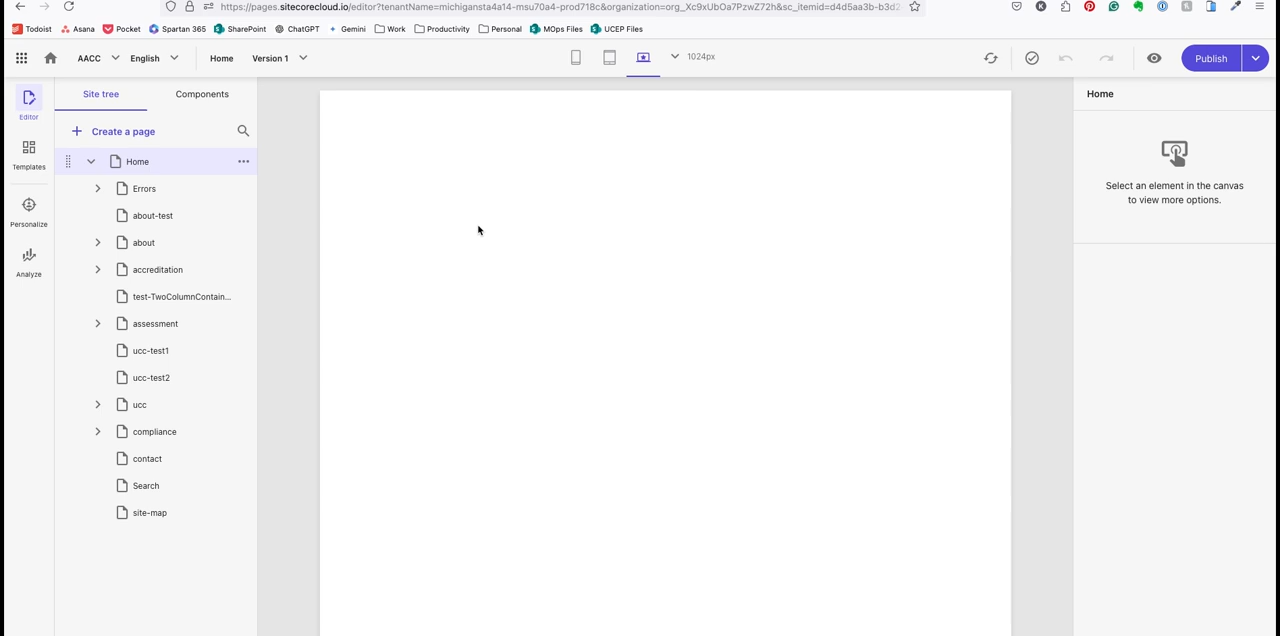 https://pages.sitecorecloud.io/editor?tenantName=michigansta4a14-msu70a4-prod718c&organization=org_Xc9xUbOa7PzwZ72h&sc_itemid=d4d5aa3b-b3d2
Todoist Asana Pocket Spartan 365 SharePoint ChatGPT Gemini Work Productivity Personal MOps Files UCEP Files
AACC English Home Version 1 1024px Publish
Editor
Templates
Personalize
Analyze
Site tree Components
Create a page
Home
Errors
about-test
about
accreditation
test-TwoColumnContain...
assessment
ucc-test1
ucc-test2
ucc
compliance
contact
Search
site-map
Home
Select an element in the canvas
to view more options.